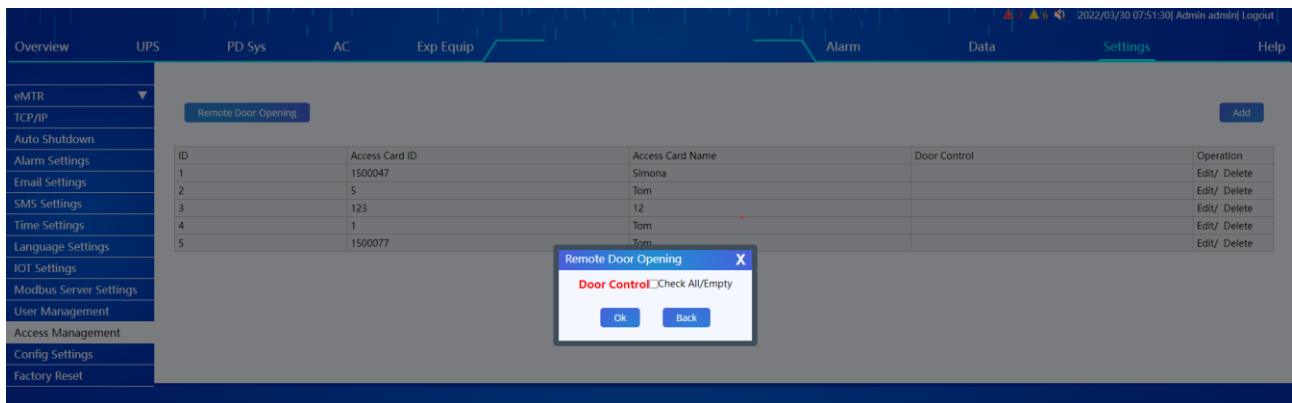 6 2022/03/30 07:51:30| Admin admin| Logout
Overview UPS PD Sys AC Exp Equip Alarm Data Settings Help
eMTR
TCP/IP
Auto Shutdown
Alarm Settings
Email Settings
SMS Settings
Time Settings
Language Settings
IOT Settings
Modbus Server Settings
User Management
Access Management
Config Settings
Factory Reset
Remote Door Opening Add
ID Access Card ID Access Card Name Door Control Operation
1 1500047 Simona Edit/ Delete
2 5 Tom Edit/ Delete
3 123 12 Edit/ Delete
4 1 Tom Edit/ Delete
5 1500077 Tom Edit/ Delete
Remote Door Opening X
Door Control Check All/Empty
Ok Back